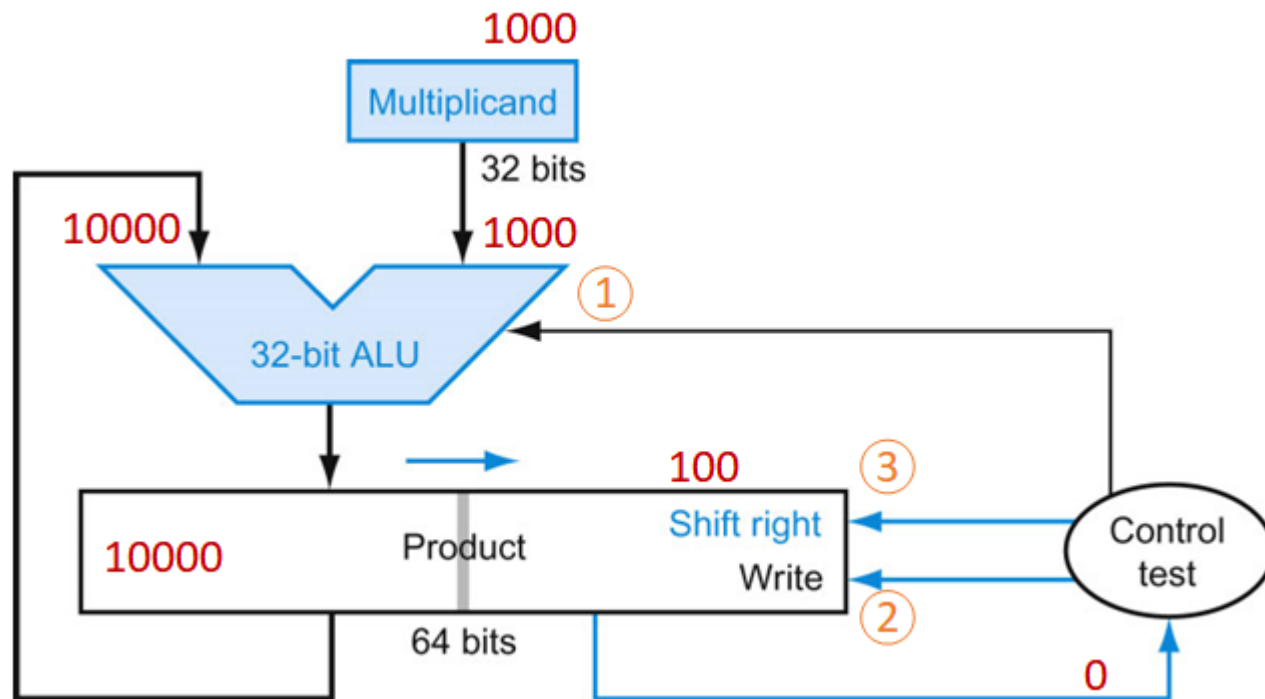 1000
Multiplicand
32 bits
10000
1000
①
32-bit ALU
100
③
Shift right
Control
test
10000
Product
Write
②
64 bits
0